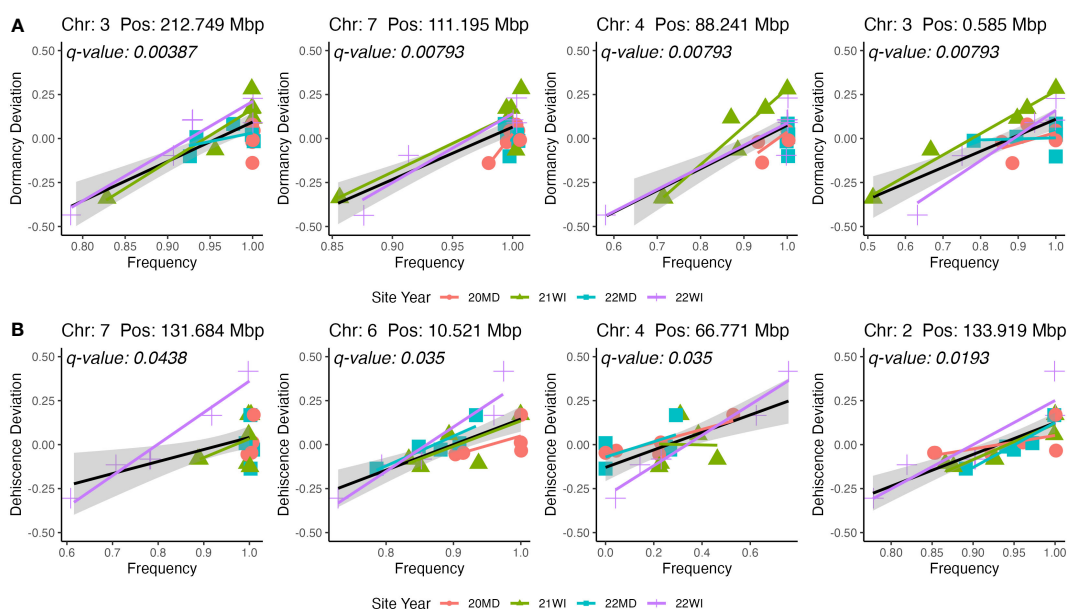 A
Chr: 3 Pos: 212.749 Mbp
Chr: 7 Pos: 111.195 Mbp
Chr: 4 Pos: 88.241 Mbp
Chr: 3 Pos: 0.585 Mbp
q-value: 0.00387
q-value: 0.00793
q-value: 0.00793
q-value: 0.00793
Dormancy Deviation
0.50
0.25
0.00
-0.25
-0.50
0.80 0.85 0.90 0.95 1.00
Frequency
Dormancy Deviation
0.50
0.25
0.00
-0.25
-0.50
0.85 0.90 0.95 1.00
Frequency
Dormancy Deviation
0.50
0.25
0.00
-0.25
-0.50
0.6 0.7 0.8 0.9 1.0
Frequency
Dormancy Deviation
0.50
0.25
0.00
-0.25
-0.50
0.5 0.6 0.7 0.8 0.9 1.0
Frequency
Site Year 20MD 21WI 22MD 22WI
B
Chr: 7 Pos: 131.684 Mbp
Chr: 6 Pos: 10.521 Mbp
Chr: 4 Pos: 66.771 Mbp
Chr: 2 Pos: 133.919 Mbp
q-value: 0.0438
q-value: 0.035
q-value: 0.035
q-value: 0.0193
Dehiscence Deviation
0.50
0.25
0.00
-0.25
-0.50
0.6 0.7 0.8 0.9 1.0
Frequency
Dehiscence Deviation
0.50
0.25
0.00
-0.25
-0.50
0.8 0.9 1.0
Frequency
Dehiscence Deviation
0.50
0.25
0.00
-0.25
-0.50
0.0 0.2 0.4 0.6
Frequency
Dehiscence Deviation
0.50
0.25
0.00
-0.25
-0.50
0.80 0.85 0.90 0.95 1.00
Frequency
Site Year 20MD 21WI 22MD 22WI